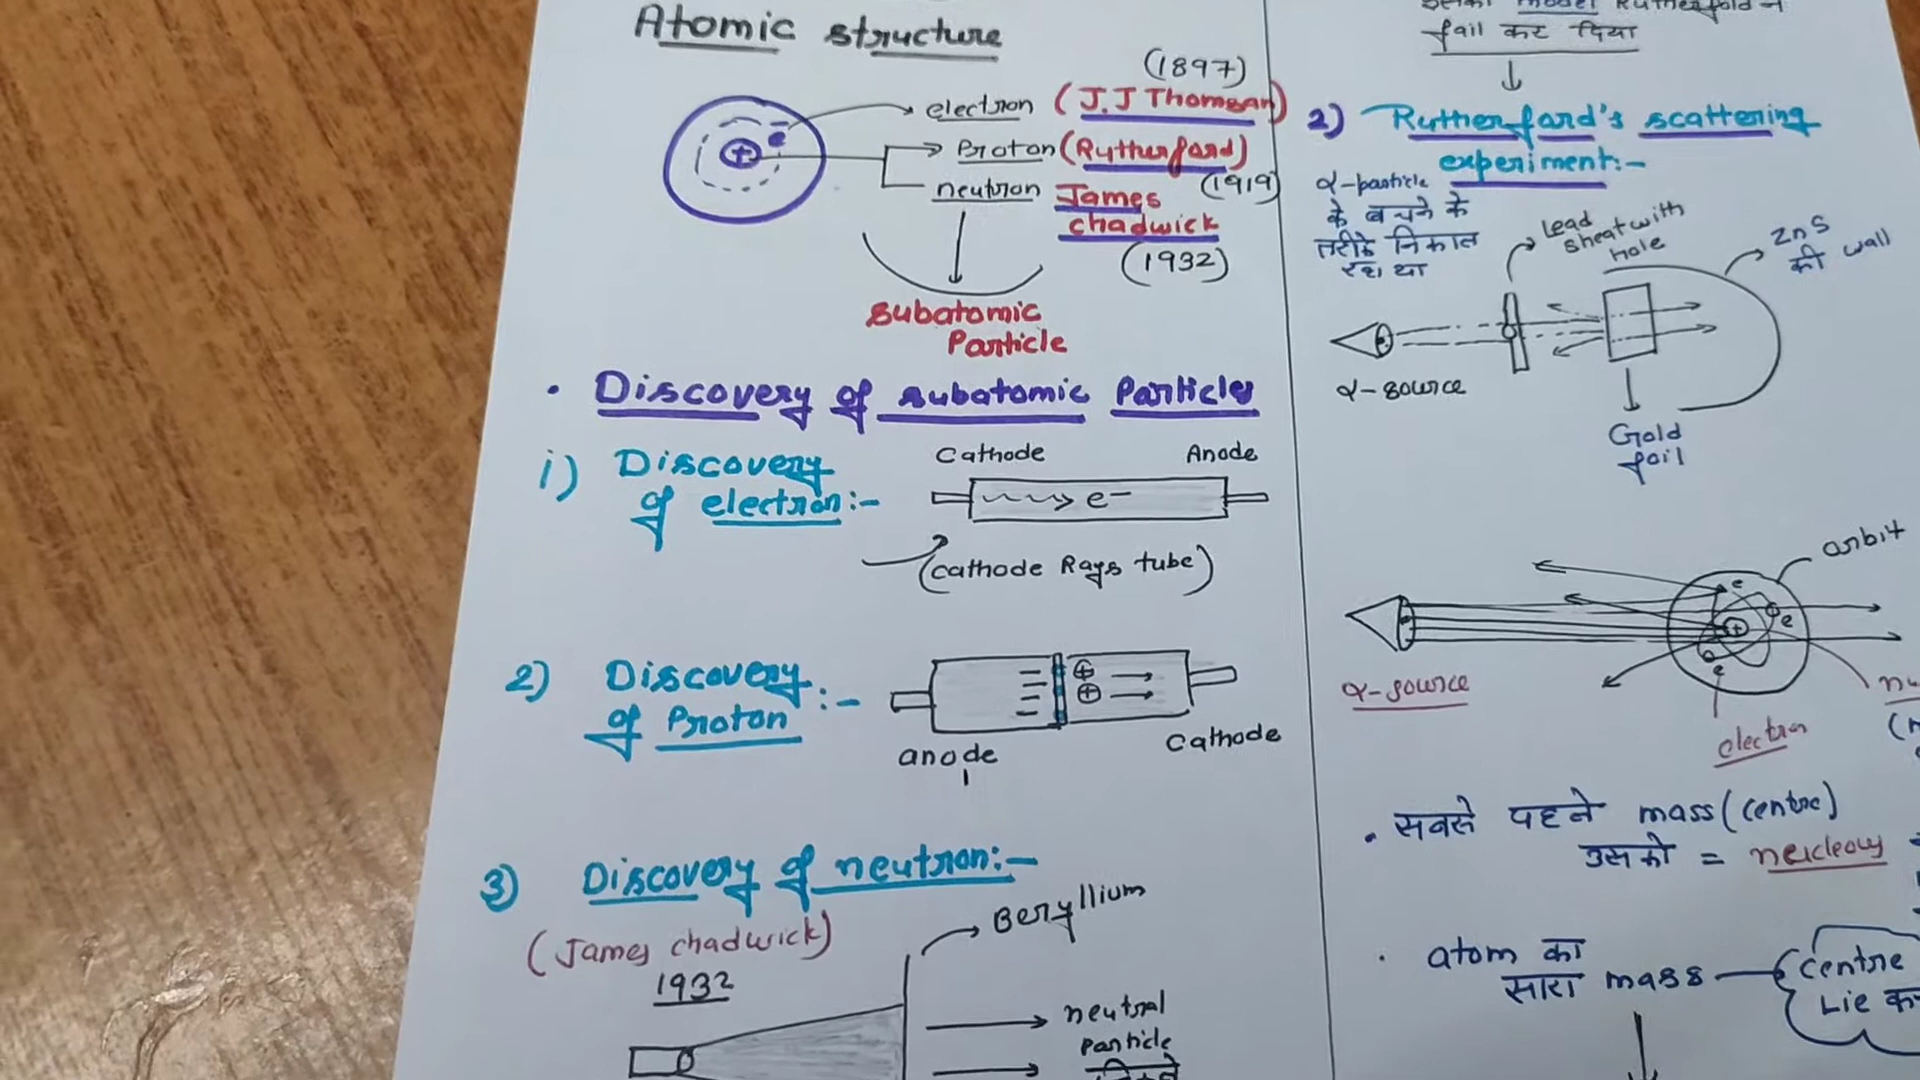 Atomic structure
(1897)
electron (J.J Thomson)
Proton (Rutherford)
(1919)
neutron James
chadwick
(1932)
Subatomic
Particle
e
+
• Discovery of subatomic Particles
i) Discovery
of electron:-
Cathode Anode
e−
(Cathode Rays tube)
2) Discovery
of Proton :-
anode
Cathode
3) Discovery of neutron:-
(James chadwick)
1932
Beryllium
neutral
Particle
fail कर दिया
2) Rutherford's scattering
experiment:-
α-particle
के बचने के
तरीके निकाल
रहा था
Lead
sheat with
hole
ZnS
की wall
α-source
Gold
foil
orbit
e
e
e
+
α-source
electron
• सबसे पहले mass (centre)
उसको = neucleous
• atom का
सारा mass
centre
Lie